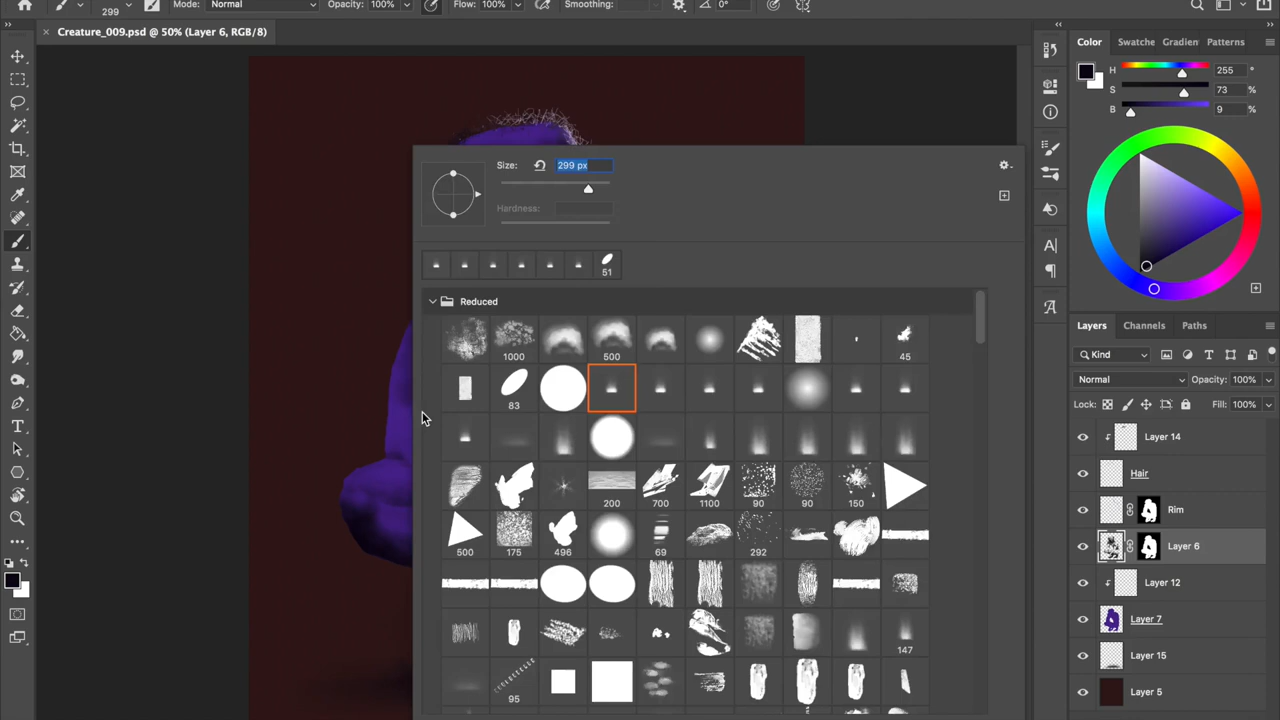 299
Mode: Normal
Opacity: 100%
Flow: 100%
Smoothing:
0°
Creature_009.psd @ 50% (Layer 6, RGB/8)
Color
Swatche
Gradien
Patterns
H
255
°
S
73
%
B
9
%
Size:
299 px
Hardness:
51
Reduced
1000
500
45
83
200
700
1100
90
90
150
500
175
496
69
292
147
95
Layers
Channels
Paths
Kind
Normal
Opacity: 100%
Lock:
Fill: 100%
Layer 14
Hair
Rim
Layer 6
Layer 12
Layer 7
Layer 15
Layer 5